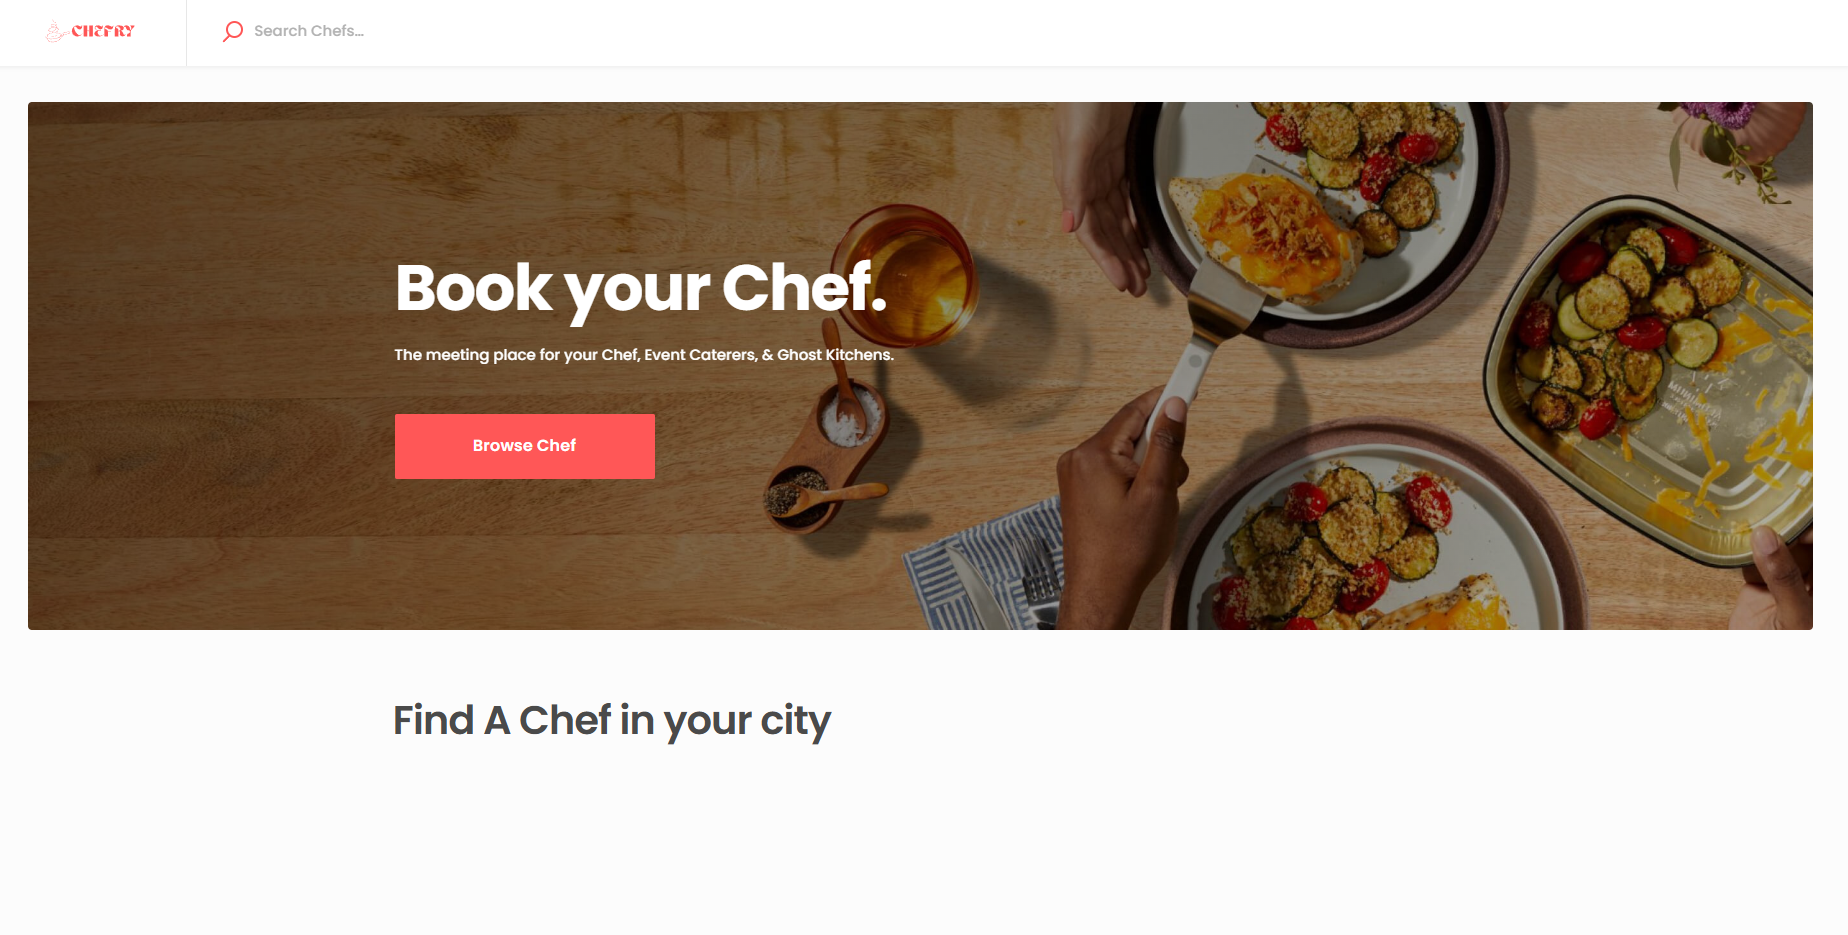 CHEFRY
Search Chefs...
Book your Chef.
The meeting place for your Chef, Event Caterers, & Ghost Kitchens.
Browse Chef
Find A Chef in your city